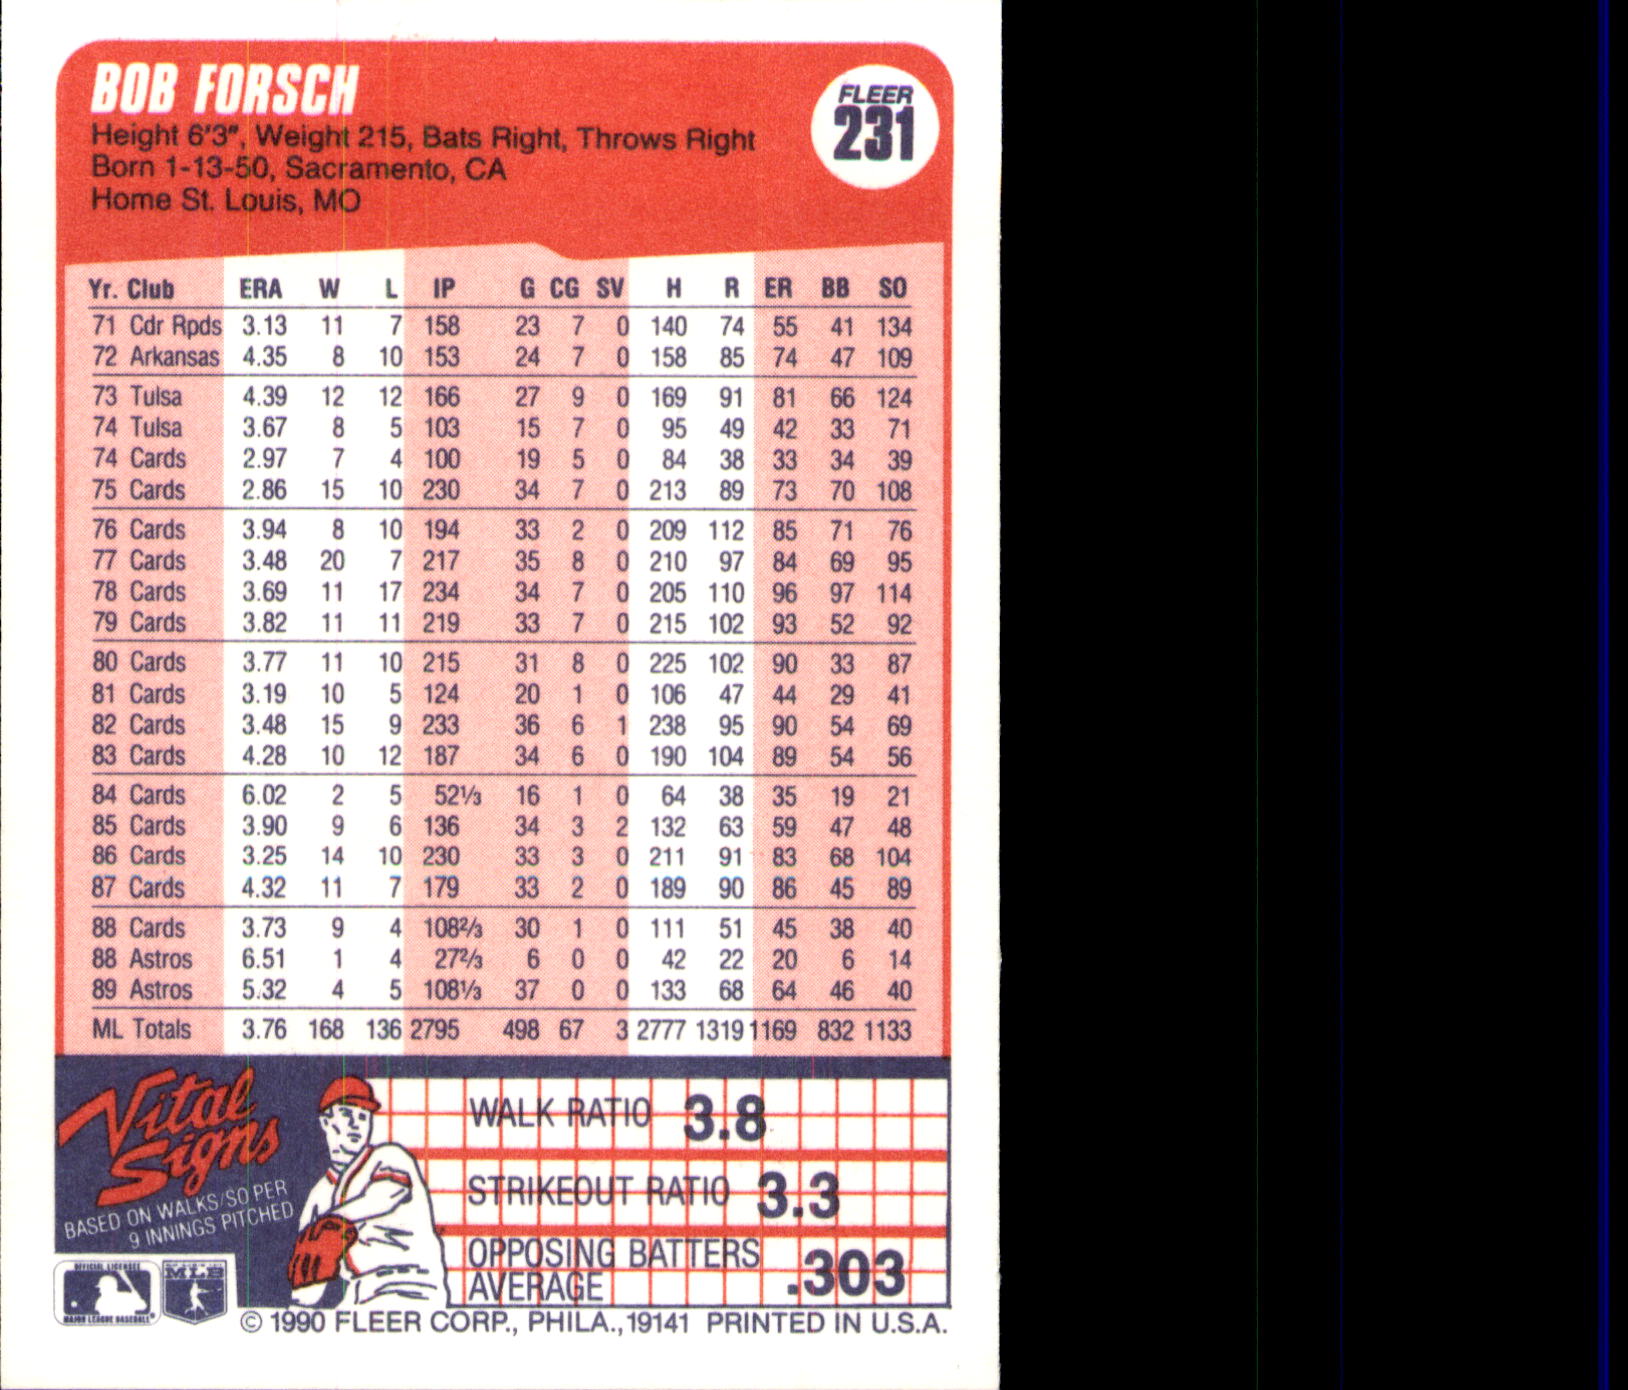 BOB FORSCH
FLEER
231
Height 6'3", Weight 215, Bats Right, Throws Right
Born 1-13-50, Sacramento, CA
Home St. Louis, MO
Yr. Club ERA W L IP G CG SV H R ER BB SO
71 Cdr Rpds 3.13 11 7 158 23 7 0 140 74 55 41 134
72 Arkansas 4.35 8 10 153 24 7 0 158 85 74 47 109
73 Tulsa 4.39 12 12 166 27 9 0 169 91 81 66 124
74 Tulsa 3.67 8 5 103 15 7 0 95 49 42 33 71
74 Cards 2.97 7 4 100 19 5 0 84 38 33 34 39
75 Cards 2.86 15 10 230 34 7 0 213 89 73 70 108
76 Cards 3.94 8 10 194 33 2 0 209 112 85 71 76
77 Cards 3.48 20 7 217 35 8 0 210 97 84 69 95
78 Cards 3.69 11 17 234 34 7 0 205 110 96 97 114
79 Cards 3.82 11 11 219 33 7 0 215 102 93 52 92
80 Cards 3.77 11 10 215 31 8 0 225 102 90 33 87
81 Cards 3.19 10 5 124 20 1 0 106 47 44 29 41
82 Cards 3.48 15 9 233 36 6 1 238 95 90 54 69
83 Cards 4.28 10 12 187 34 6 0 190 104 89 54 56
84 Cards 6.02 2 5 52⅓ 16 1 0 64 38 35 19 21
85 Cards 3.90 9 6 136 34 3 2 132 63 59 47 48
86 Cards 3.25 14 10 230 33 3 0 211 91 83 68 104
87 Cards 4.32 11 7 179 33 2 0 189 90 86 45 89
88 Cards 3.73 9 4 108⅔ 30 1 0 111 51 45 38 40
88 Astros 6.51 1 4 27⅔ 6 0 0 42 22 20 6 14
89 Astros 5.32 4 5 108⅓ 37 0 0 133 68 64 46 40
ML Totals 3.76 168 136 2795 498 67 3 2777 1319 1169 832 1133
Vital
Signs
BASED ON WALKS/SO PER
9 INNINGS PITCHED
WALK RATIO 3.8
STRIKEOUT RATIO 3.3
OPPOSING BATTERS
AVERAGE .303
OFFICIAL LICENSEE
MAJOR LEAGUE BASEBALL
MLB
© 1990 FLEER CORP., PHILA., 19141 PRINTED IN U.S.A.